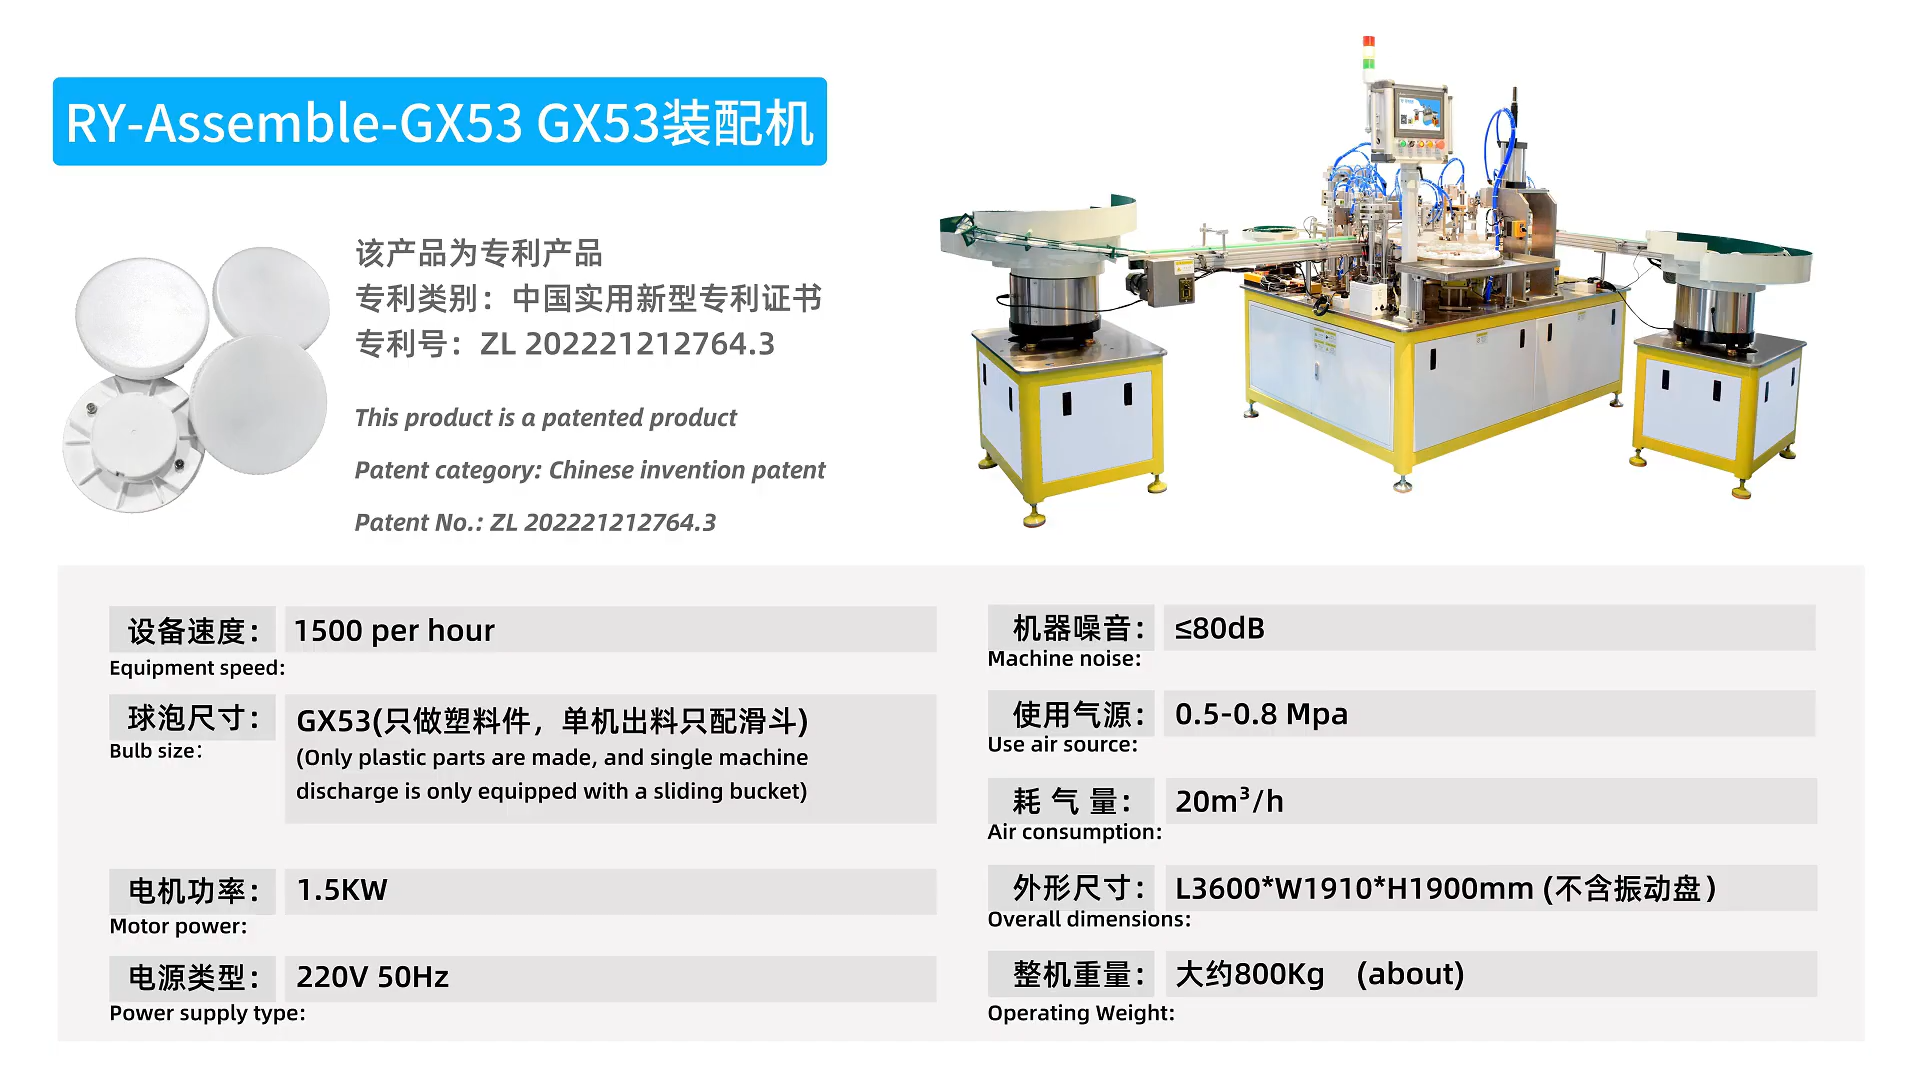 RY-Assemble-GX53 GX53装配机
该产品为专利产品
专利类别：中国实用新型专利证书
专利号：ZL 202221212764.3
This product is a patented product
Patent category: Chinese invention patent
Patent No.: ZL 202221212764.3
设备速度：1500 per hour
Equipment speed:
球泡尺寸：GX53(只做塑料件，单机出料只配滑斗)
Bulb size:
(Only plastic parts are made, and single machine
discharge is only equipped with a sliding bucket)
电机功率：1.5KW
Motor power:
电源类型：220V 50Hz
Power supply type:
机器噪音：≤80dB
Machine noise:
使用气源：0.5-0.8 Mpa
Use air source:
耗 气 量：20m³/h
Air consumption:
外形尺寸：L3600*W1910*H1900mm (不含振动盘)
Overall dimensions:
整机重量：大约800Kg (about)
Operating Weight: